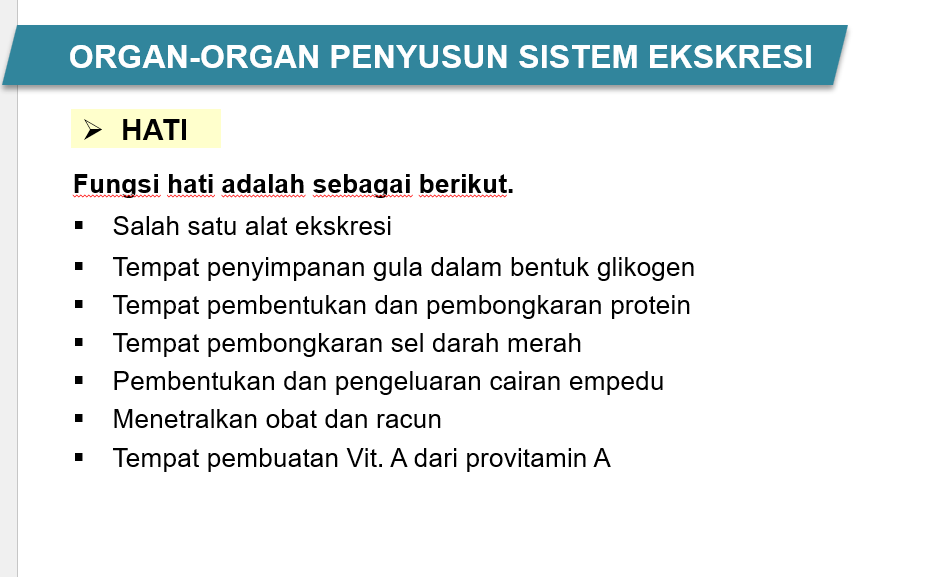 ORGAN-ORGAN PENYUSUN SISTEM EKSKRESI
➢ HATI
Fungsi hati adalah sebagai berikut.
▪ Salah satu alat ekskresi
▪ Tempat penyimpanan gula dalam bentuk glikogen
▪ Tempat pembentukan dan pembongkaran protein
▪ Tempat pembongkaran sel darah merah
▪ Pembentukan dan pengeluaran cairan empedu
▪ Menetralkan obat dan racun
▪ Tempat pembuatan Vit. A dari provitamin A